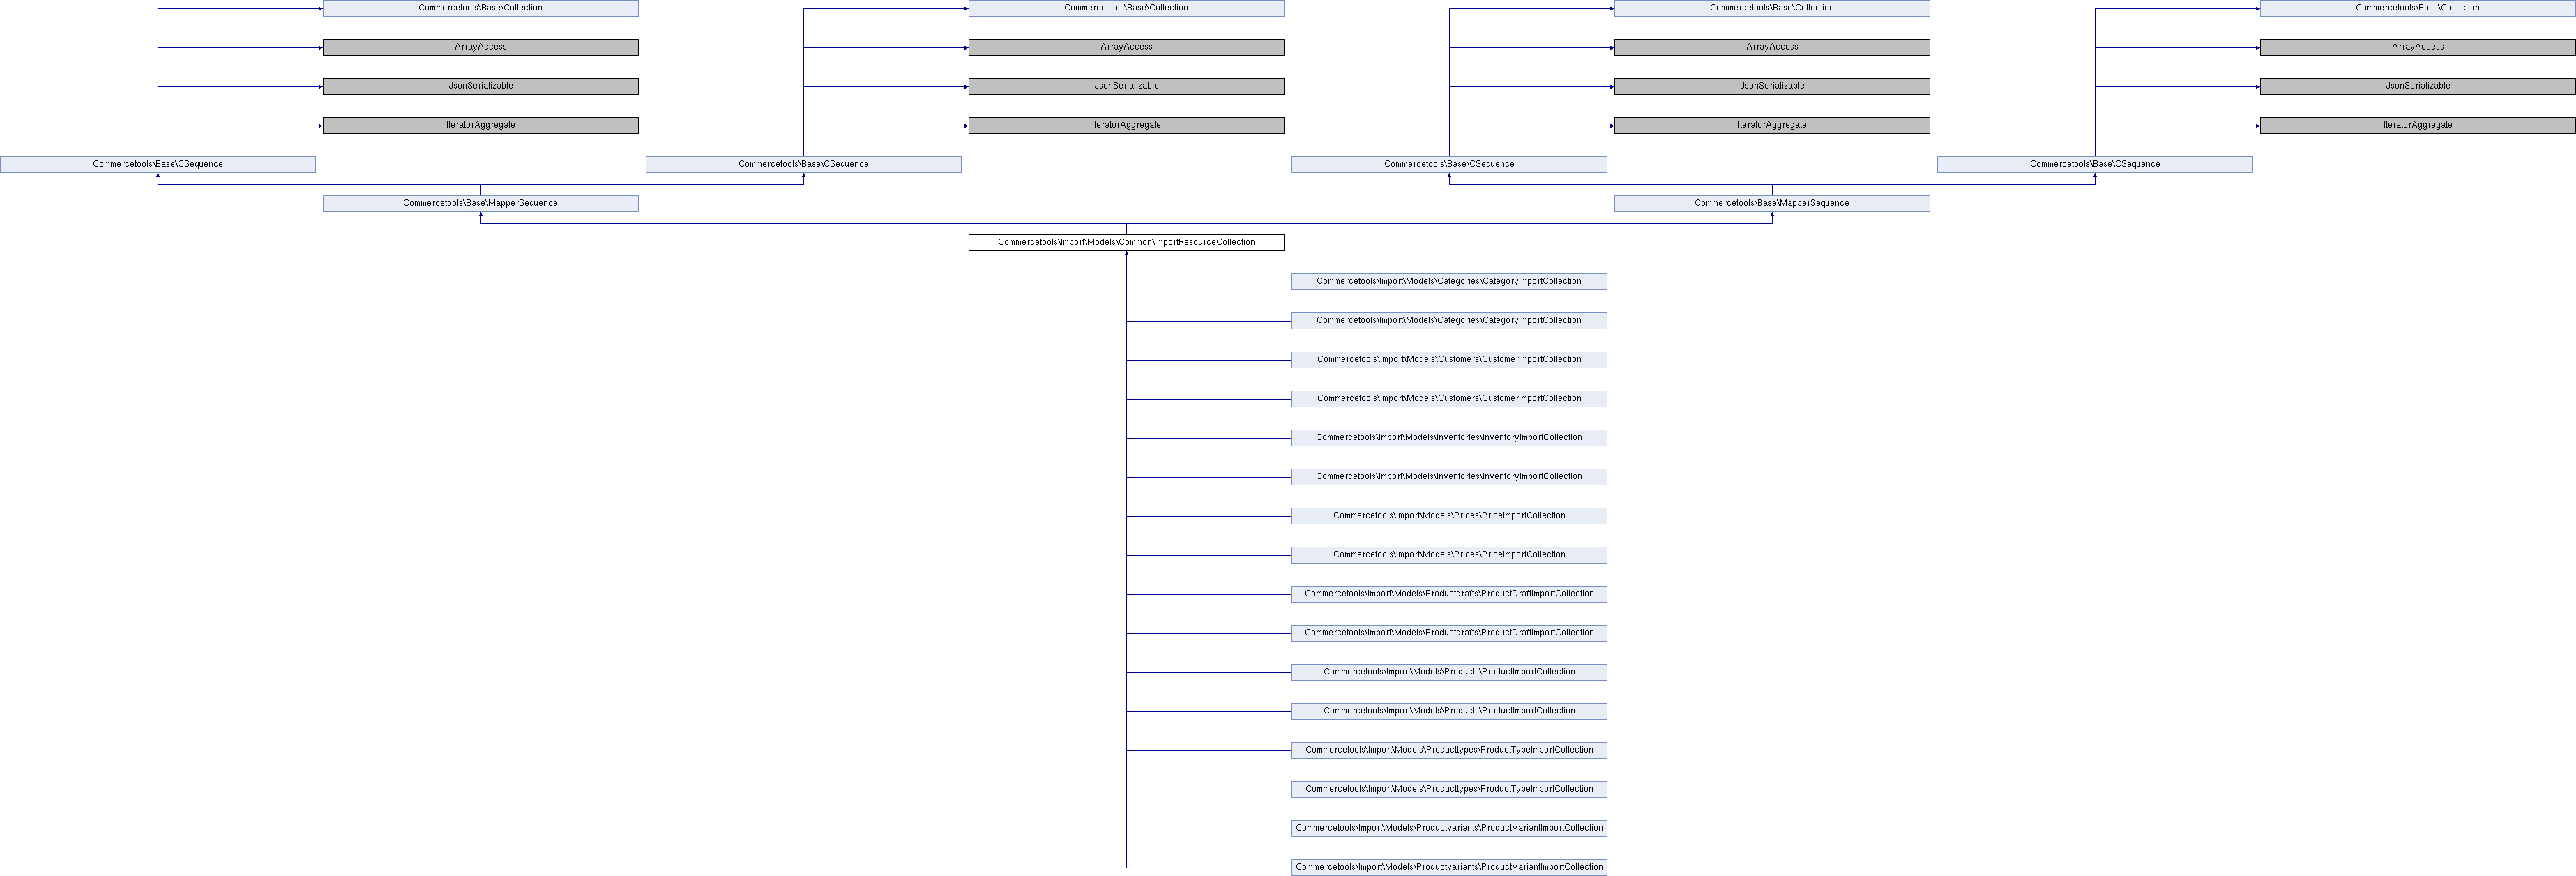 Commercetools\Base\Collection Commercetools\Base\Collection Commercetools\Base\Collection Commercetools\Base\Collection
ArrayAccess ArrayAccess ArrayAccess ArrayAccess
JsonSerializable JsonSerializable JsonSerializable JsonSerializable
IteratorAggregate IteratorAggregate IteratorAggregate IteratorAggregate
Commercetools\Base\CSequence Commercetools\Base\CSequence Commercetools\Base\CSequence Commercetools\Base\CSequence
Commercetools\Base\MapperSequence Commercetools\Base\MapperSequence
Commercetools\Import\Models\Common\ImportResourceCollection
Commercetools\Import\Models\Categories\CategoryImportCollection
Commercetools\Import\Models\Categories\CategoryImportCollection
Commercetools\Import\Models\Customers\CustomerImportCollection
Commercetools\Import\Models\Customers\CustomerImportCollection
Commercetools\Import\Models\Inventories\InventoryImportCollection
Commercetools\Import\Models\Inventories\InventoryImportCollection
Commercetools\Import\Models\Prices\PriceImportCollection
Commercetools\Import\Models\Prices\PriceImportCollection
Commercetools\Import\Models\Productdrafts\ProductDraftImportCollection
Commercetools\Import\Models\Productdrafts\ProductDraftImportCollection
Commercetools\Import\Models\Products\ProductImportCollection
Commercetools\Import\Models\Products\ProductImportCollection
Commercetools\Import\Models\Producttypes\ProductTypeImportCollection
Commercetools\Import\Models\Producttypes\ProductTypeImportCollection
Commercetools\Import\Models\Productvariants\ProductVariantImportCollection
Commercetools\Import\Models\Productvariants\ProductVariantImportCollection